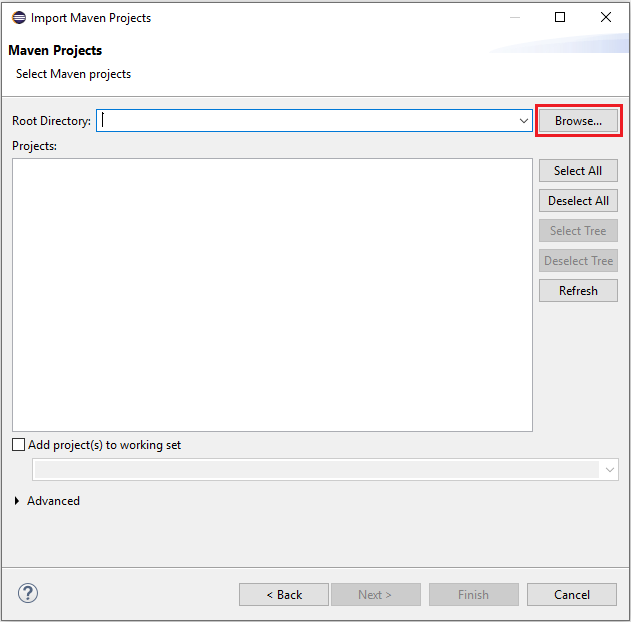 Import Maven Projects
Maven Projects
Select Maven projects
Root Directory:
Browse...
Projects:
Select All
Deselect All
Select Tree
Deselect Tree
Refresh
Add project(s) to working set
Advanced
?
< Back
Next >
Finish
Cancel